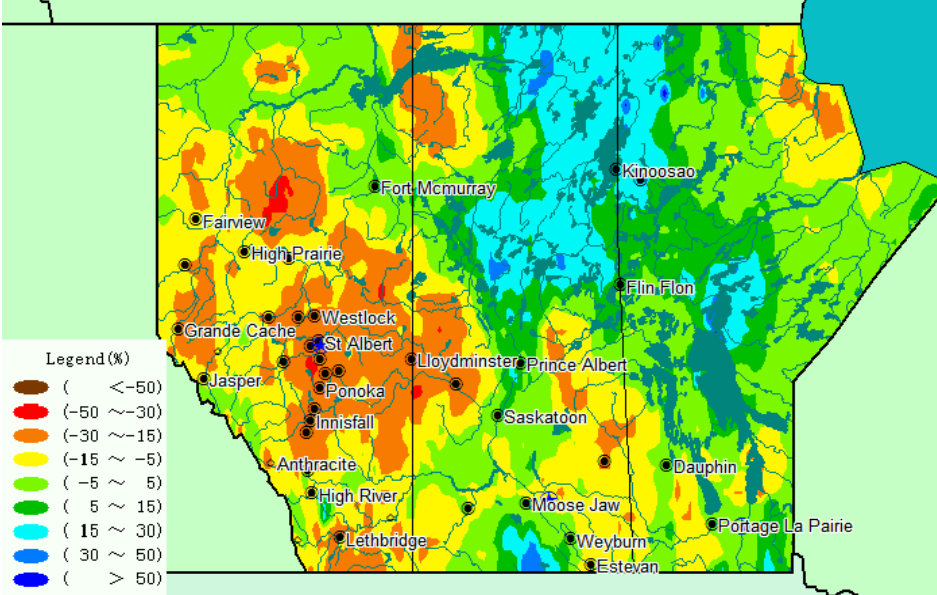 Kinoosao
Fort Mcmurray
Fairview
High Prairie
Flin Flon
Westlock
Grande Cache
St Albert
Lloydminster
Prince Albert
Jasper
Ponoka
Saskatoon
Innisfall
Anthracite
Dauphin
High River
Moose Jaw
Portage La Pairie
Lethbridge
Weyburn
Estevan
Legend(%)
( <-50)
(-50 ~-30)
(-30 ~-15)
(-15 ~ -5)
( -5 ~ 5)
( 5 ~ 15)
( 15 ~ 30)
( 30 ~ 50)
( > 50)